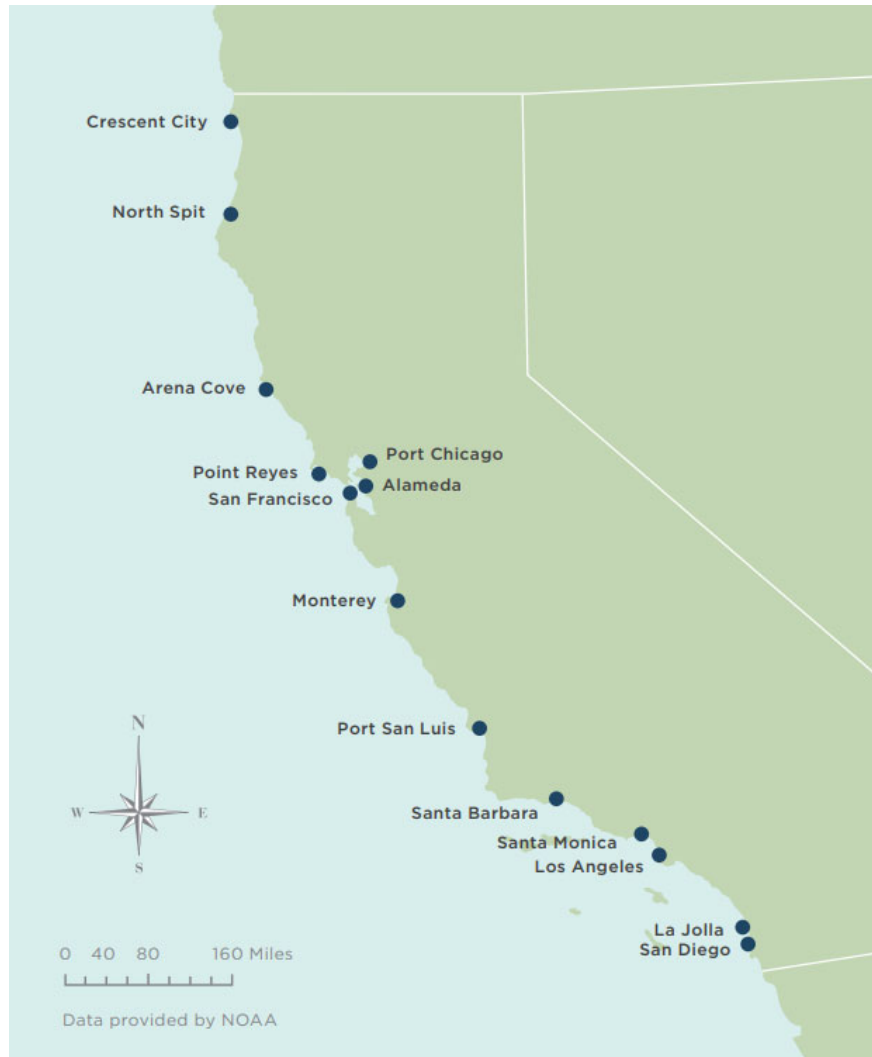 Crescent City
North Spit
Arena Cove
Port Chicago
Point Reyes
Alameda
San Francisco
Monterey
N
Port San Luis
W E
Santa Barbara
Santa Monica
S
Los Angeles
La Jolla
0 40 80 160 Miles
San Diego
Data provided by NOAA